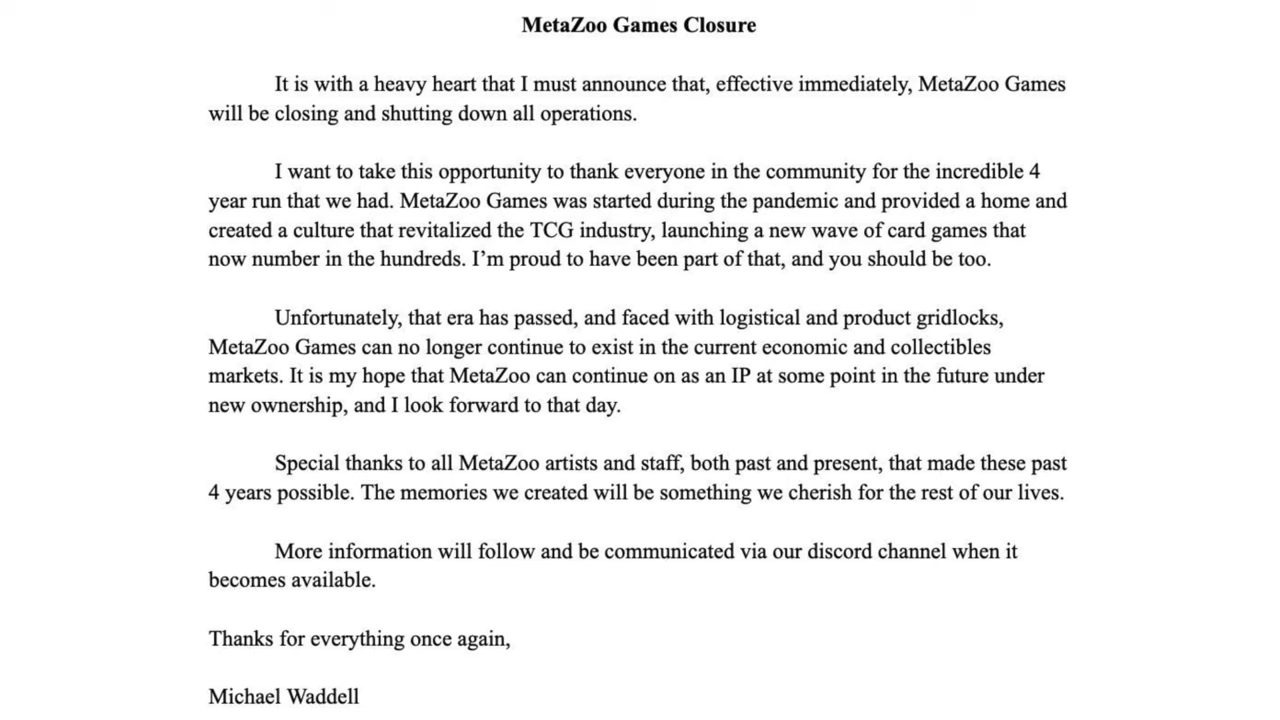 MetaZoo Games Closure
It is with a heavy heart that I must announce that, effective immediately, MetaZoo Games
will be closing and shutting down all operations.
I want to take this opportunity to thank everyone in the community for the incredible 4
year run that we had. MetaZoo Games was started during the pandemic and provided a home and
created a culture that revitalized the TCG industry, launching a new wave of card games that
now number in the hundreds. I’m proud to have been part of that, and you should be too.
Unfortunately, that era has passed, and faced with logistical and product gridlocks,
MetaZoo Games can no longer continue to exist in the current economic and collectibles
markets. It is my hope that MetaZoo can continue on as an IP at some point in the future under
new ownership, and I look forward to that day.
Special thanks to all MetaZoo artists and staff, both past and present, that made these past
4 years possible. The memories we created will be something we cherish for the rest of our lives.
More information will follow and be communicated via our discord channel when it
becomes available.
Thanks for everything once again,
Michael Waddell